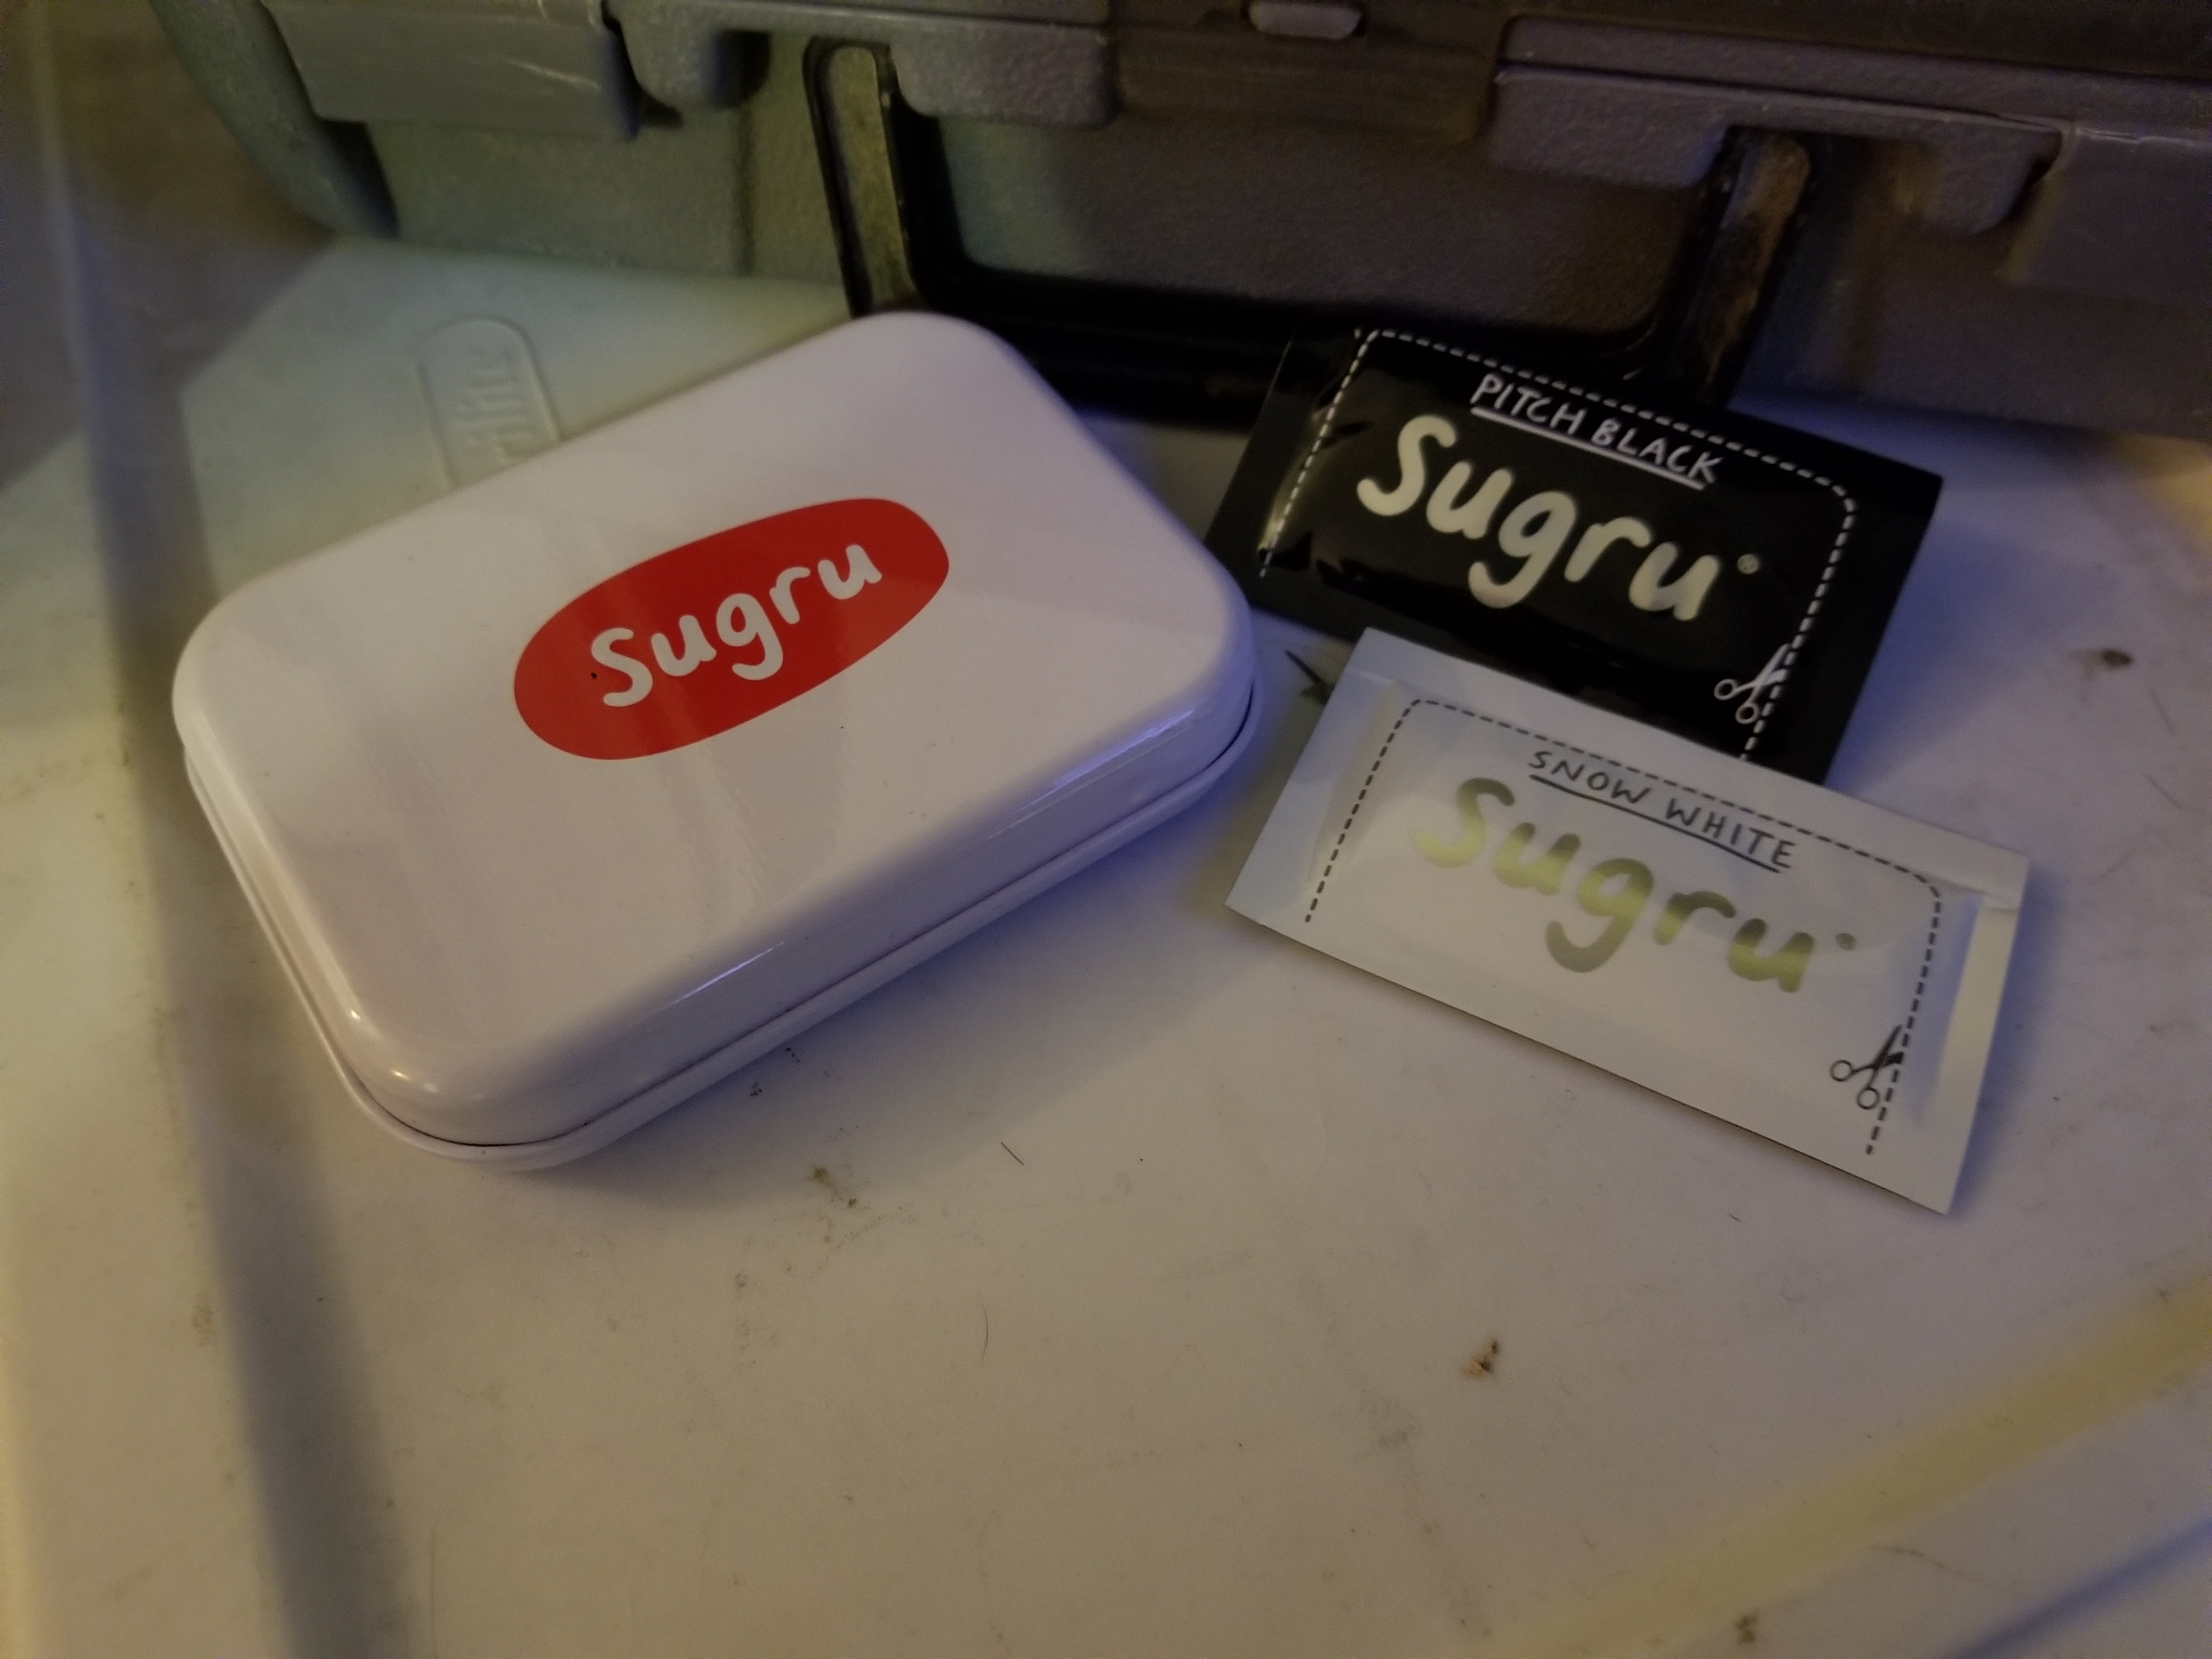 Sugru
PITCH BLACK
Sugru®
SNOW WHITE
Sugru®